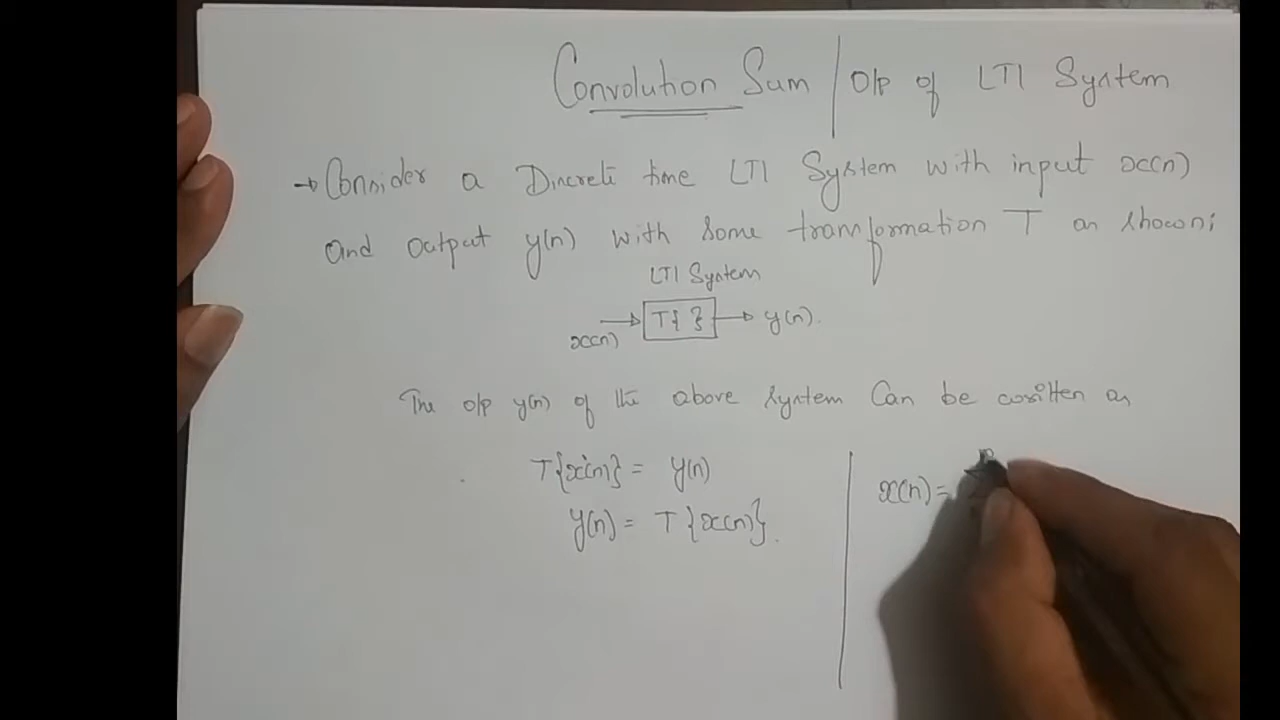 Convolution Sum | O/p of LTI System
→ Consider a Discrete time LTI System with input x(n)
and output y(n) with some transformation T as shown;
LTI System
x(n) → T{ } → y(n).
The o/p y(n) of the above system can be written as
T{x(n)} = y(n)
y(n) = T{x(n)}.
x(n) =